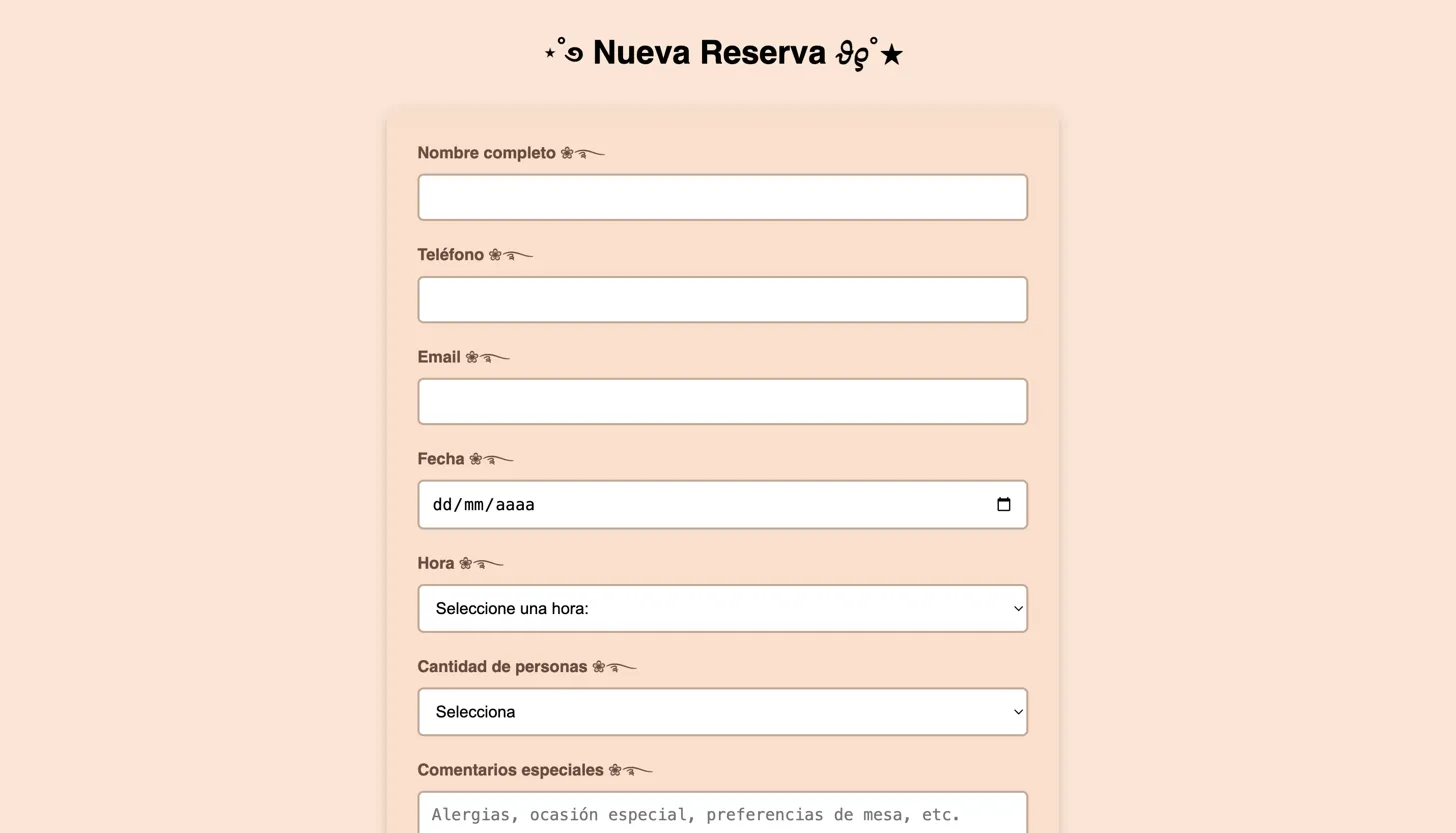 ⋆˚࿔ Nueva Reserva 𝜗𝜚˚★
Nombre completo ❀࿐
Teléfono ❀࿐
Email ❀࿐
Fecha ❀࿐
dd/mm/aaaa
Hora ❀࿐
Seleccione una hora:
Cantidad de personas ❀࿐
Selecciona
Comentarios especiales ❀࿐
Alergias, ocasión especial, preferencias de mesa, etc.